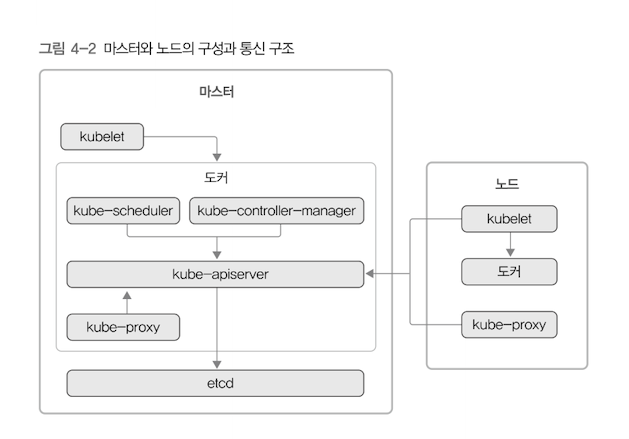 그림 4-2 마스터와 노드의 구성과 통신 구조
마스터
kubelet
도커
kube-scheduler
kube-controller-manager
kube-apiserver
kube-proxy
etcd
노드
kubelet
도커
kube-proxy